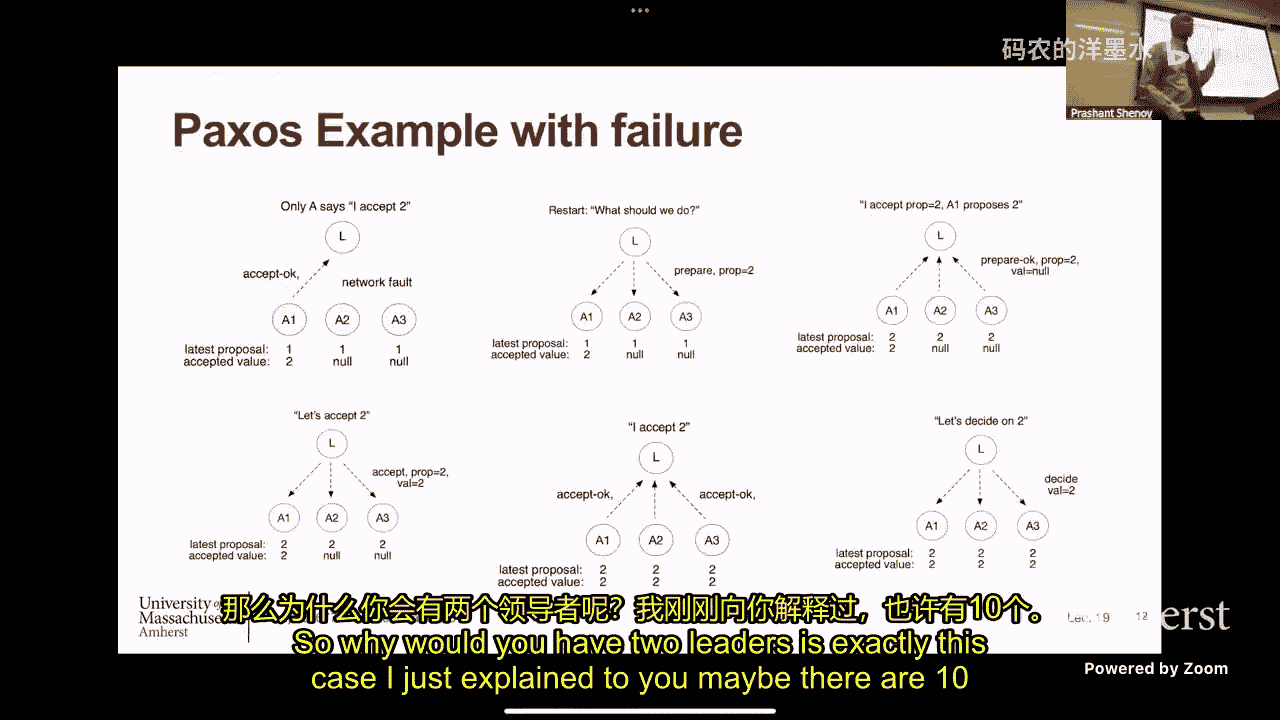 码农的洋墨水
Prashant Shenoy
Paxos Example with failure
Only A says “I accept 2”
L
accept-ok,
network fault
A1 A2 A3
latest proposal: 1 1 1
accepted value: 2 null null
Restart: “What should we do?”
L
prepare, prop=2
A1 A2 A3
latest proposal: 1 1 1
accepted value: 2 null null
“I accept prop=2, A1 proposes 2”
L
prepare-ok, prop=2,
val=null
A1 A2 A3
latest proposal: 2 2 2
accepted value: 2 null null
“Let’s accept 2”
L
accept, prop=2,
val=2
A1 A2 A3
latest proposal: 2 2 2
accepted value: 2 null null
“I accept 2”
L
accept-ok, accept-ok,
A1 A2 A3
latest proposal: 2 2 2
accepted value: 2 2 2
“Let’s decide on 2”
L
decide
val=2
A1 A2 A3
latest proposal: 2 2 2
accepted value: 2 2 2
University of
Massachuse
Amherst
Lec. 19 12
erst
那么为什么你会有两个领导者呢？我刚刚向你解释过，也许有10个。
So why would you have two leaders is exactly this
case I just explained to you maybe there are 10
Powered by Zoom